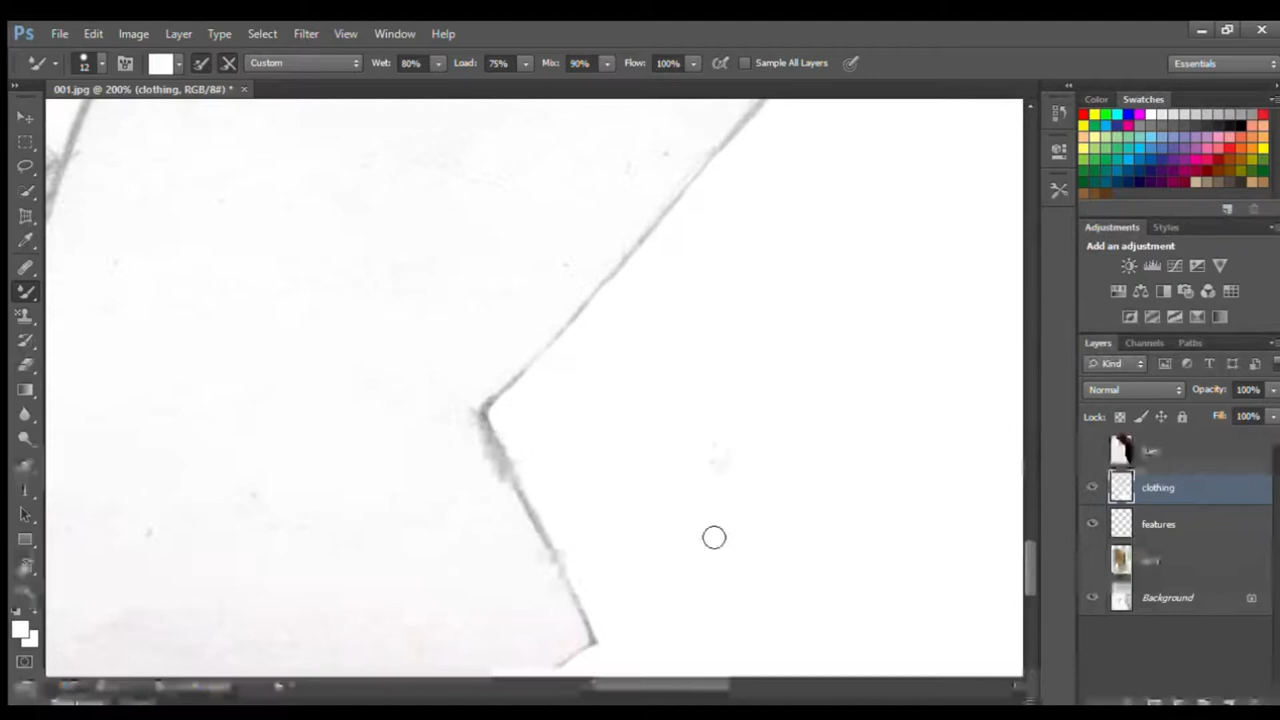 Ps File Edit Image Layer Type Select Filter View Window Help
12 Custom Wet: 80% Load: 75% Mix: 90% Flow: 100% Sample All Layers Essentials
001.jpg @ 200% (clothing, RGB/8#) * ×
Color Swatches
Adjustments Styles
Add an adjustment
Layers Channels Paths
Kind
Normal Opacity: 100%
Lock: Fill: 100%
clothing
features
Background